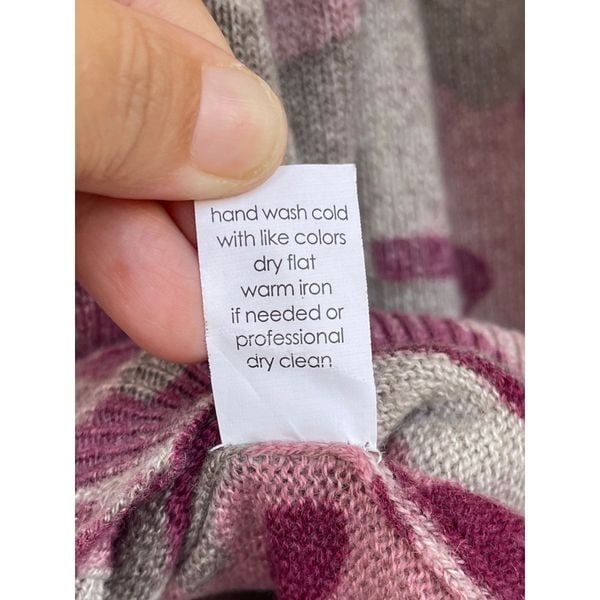 hand wash cold
with like colors
dry flat
warm iron
if needed or
professional
dry clean